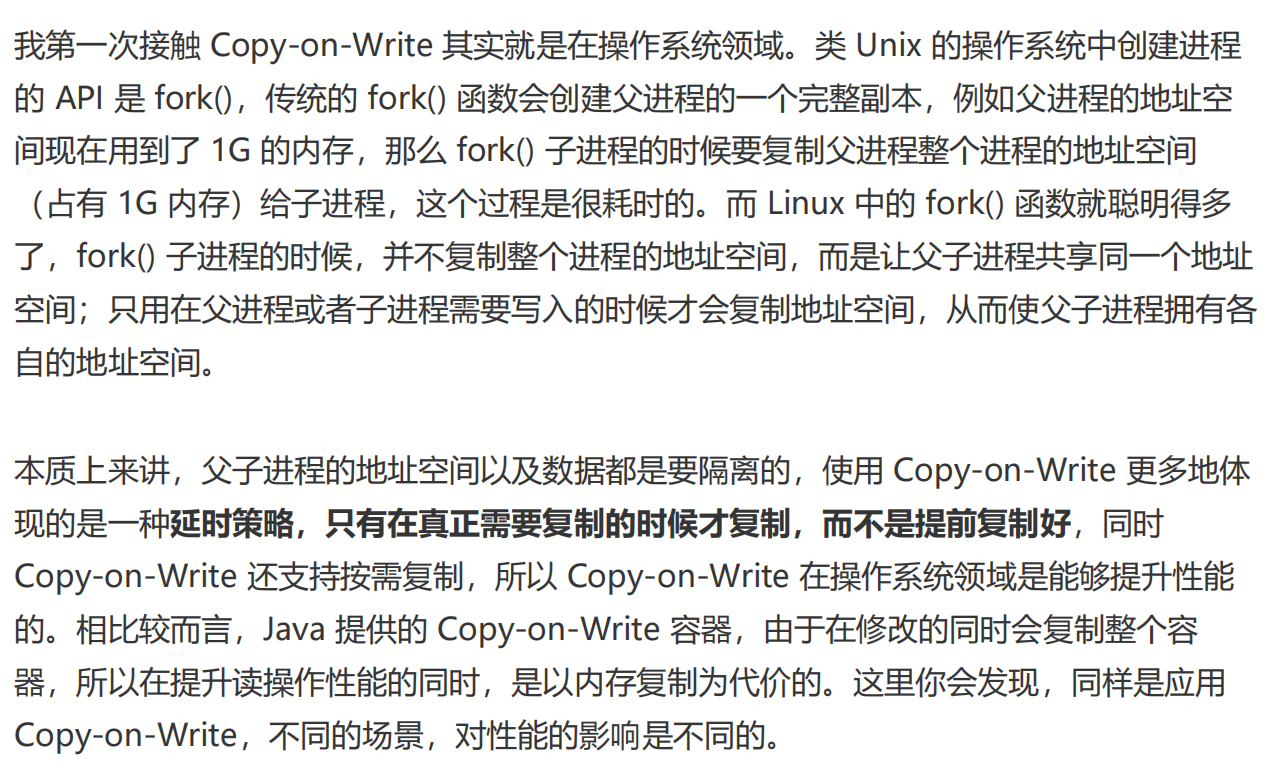 我第一次接触 Copy-on-Write 其实就是在操作系统领域。类 Unix 的操作系统中创建进程
的 API 是 fork()，传统的 fork() 函数会创建父进程的一个完整副本，例如父进程的地址空
间现在用到了 1G 的内存，那么 fork() 子进程的时候要复制父进程整个进程的地址空间
（占有 1G 内存）给子进程，这个过程是很耗时的。而 Linux 中的 fork() 函数就聪明得多
了，fork() 子进程的时候，并不复制整个进程的地址空间，而是让父子进程共享同一个地址
空间；只用在父进程或者子进程需要写入的时候才会复制地址空间，从而使父子进程拥有各
自的地址空间。
本质上来讲，父子进程的地址空间以及数据都是要隔离的，使用 Copy-on-Write 更多地体
现的是一种延时策略，只有在真正需要复制的时候才复制，而不是提前复制好，同时
Copy-on-Write 还支持按需复制，所以 Copy-on-Write 在操作系统领域是能够提升性能
的。相比较而言，Java 提供的 Copy-on-Write 容器，由于在修改的同时会复制整个容
器，所以在提升读操作性能的同时，是以内存复制为代价的。这里你会发现，同样是应用
Copy-on-Write，不同的场景，对性能的影响是不同的。